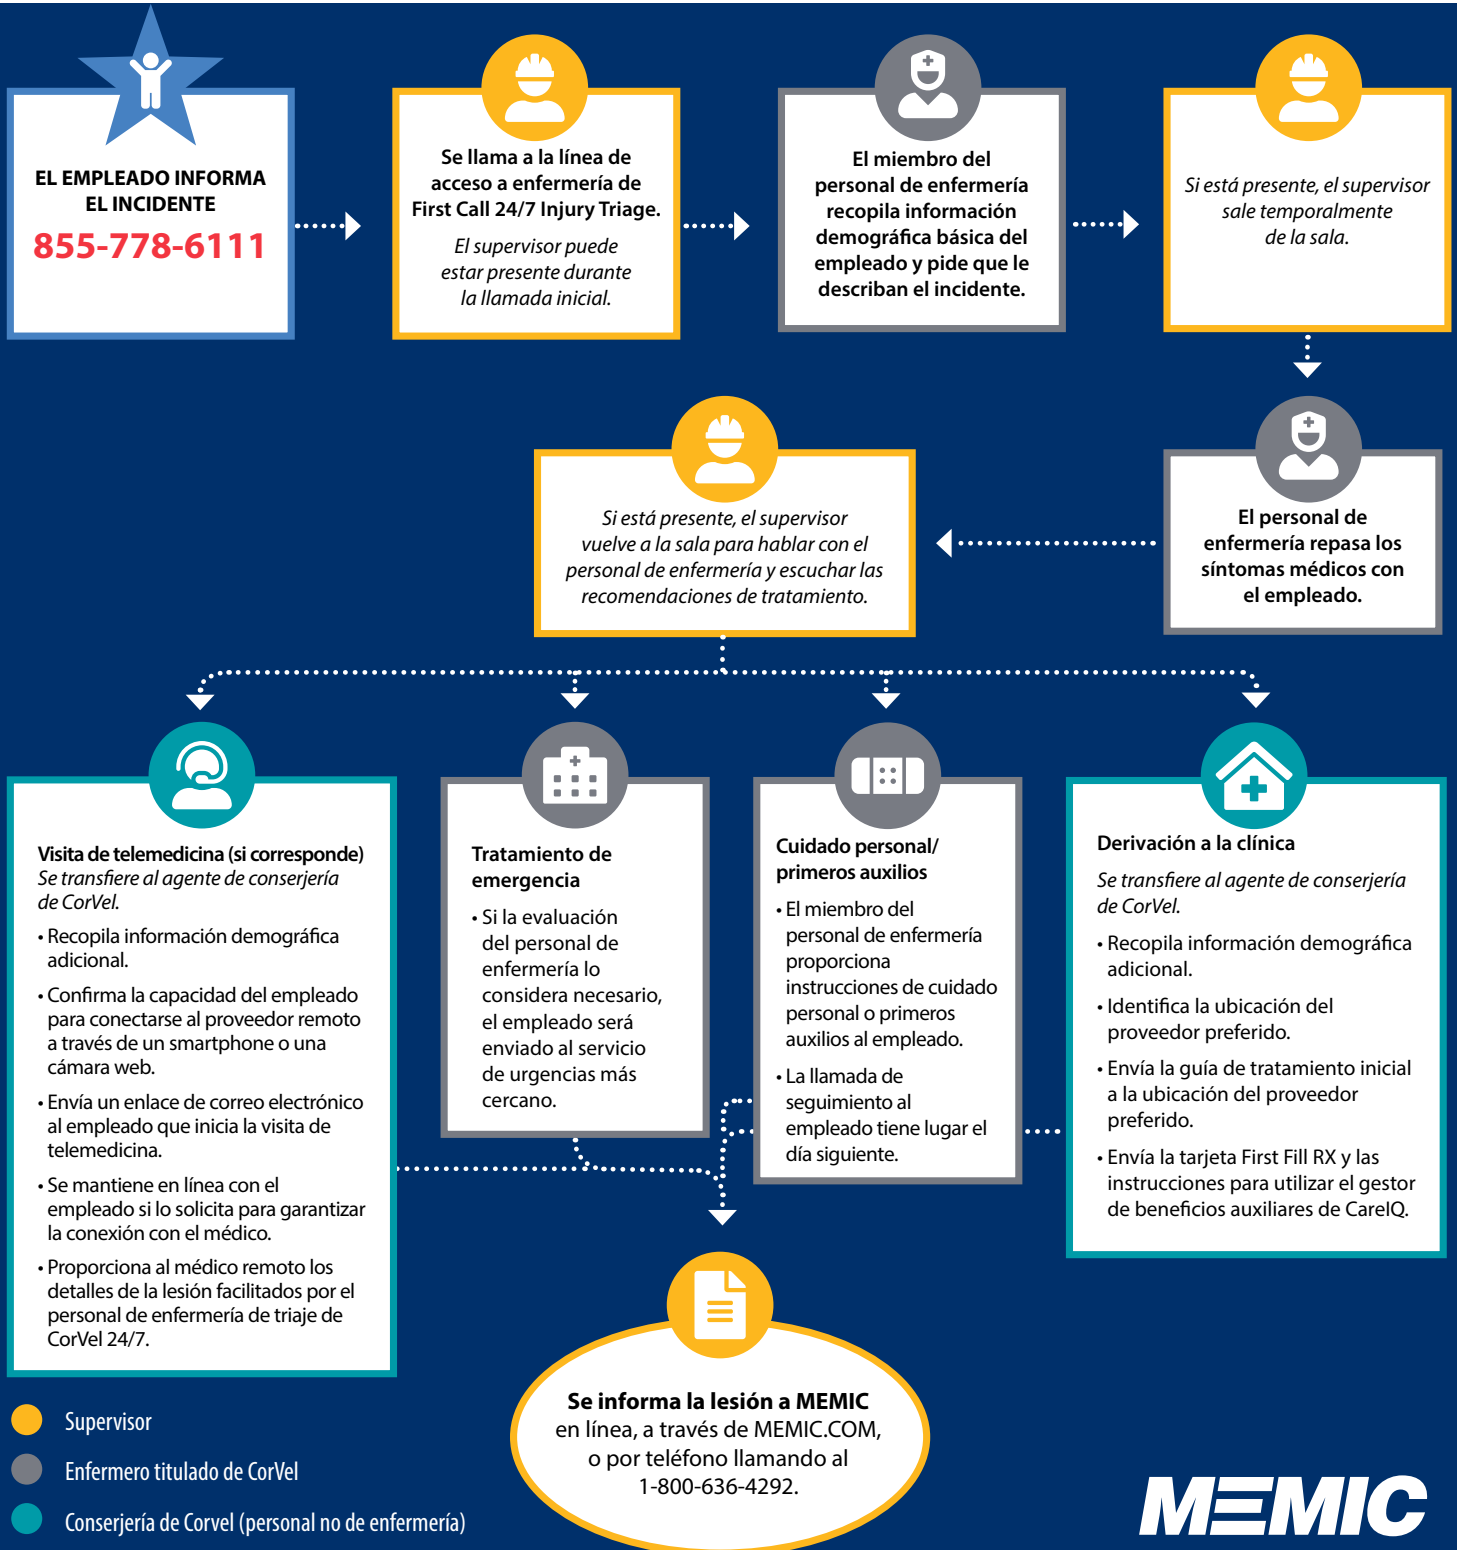 EL EMPLEADO INFORMA
EL INCIDENTE
855-778-6111
Se llama a la línea de
acceso a enfermería de
First Call 24/7 Injury Triage.
El supervisor puede
estar presente durante
la llamada inicial.
El miembro del
personal de enfermería
recopila información
demográfica básica del
empleado y pide que le
describan el incidente.
Si está presente, el supervisor
sale temporalmente
de la sala.
El personal de
enfermería repasa los
síntomas médicos con
el empleado.
Si está presente, el supervisor
vuelve a la sala para hablar con el
personal de enfermería y escuchar las
recomendaciones de tratamiento.
Visita de telemedicina (si corresponde)
Se transfiere al agente de conserjería
de CorVel.
• Recopila información demográfica
adicional.
• Confirma la capacidad del empleado
para conectarse al proveedor remoto
a través de un smartphone o una
cámara web.
• Envía un enlace de correo electrónico
al empleado que inicia la visita de
telemedicina.
• Se mantiene en línea con el
empleado si lo solicita para garantizar
la conexión con el médico.
• Proporciona al médico remoto los
detalles de la lesión facilitados por el
personal de enfermería de triaje de
CorVel 24/7.
Tratamiento de
emergencia
• Si la evaluación
del personal de
enfermería lo
considera necesario,
el empleado será
enviado al servicio
de urgencias más
cercano.
Cuidado personal/
primeros auxilios
• El miembro del
personal de enfermería
proporciona
instrucciones de cuidado
personal o primeros
auxilios al empleado.
• La llamada de
seguimiento al
empleado tiene lugar el
día siguiente.
Derivación a la clínica
Se transfiere al agente de conserjería
de CorVel.
• Recopila información demográfica
adicional.
• Identifica la ubicación del
proveedor preferido.
• Envía la guía de tratamiento inicial
a la ubicación del proveedor
preferido.
• Envía la tarjeta First Fill RX y las
instrucciones para utilizar el gestor
de beneficios auxiliares de CareIQ.
Se informa la lesión a MEMIC
en línea, a través de MEMIC.COM,
o por teléfono llamando al
1-800-636-4292.
Supervisor
Enfermero titulado de CorVel
Conserjería de Corvel (personal no de enfermería)
MEMIC